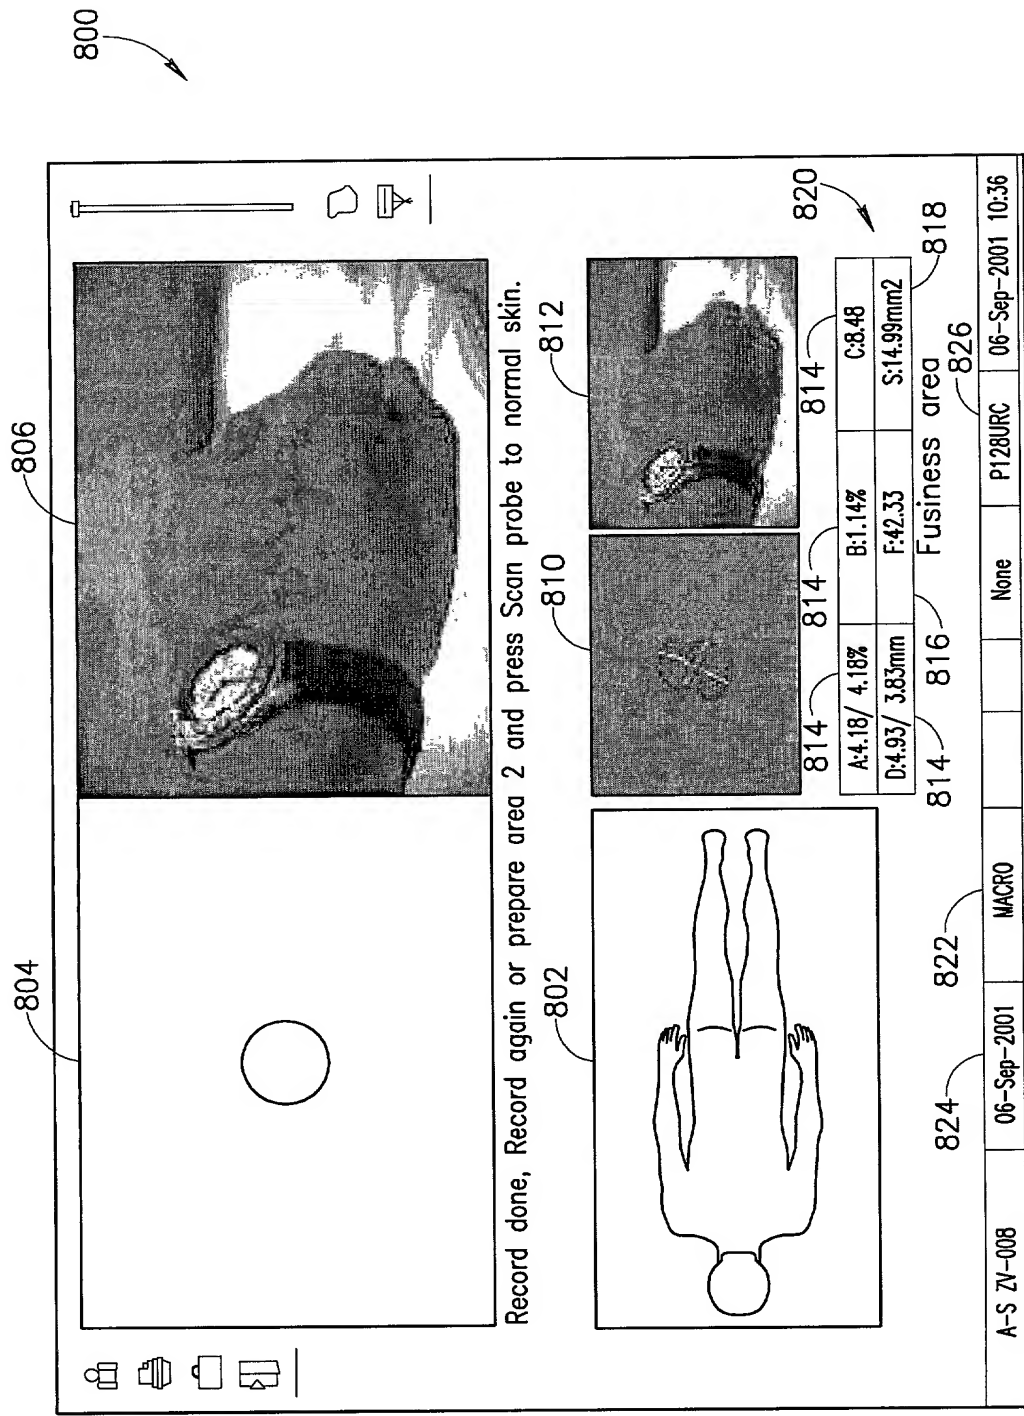 800
804
806
Record done, Record again or prepare area 2 and press Scan probe to normal skin.
802
810
812
814
814
814
A:4.18/ 4.18%
B:1.14%
C:8.48
D:4.93/ 3.83mm
F:42.33
S:14.99mm2
820
814
816
Fusiness area
818
824
822
826
A-S ZV-008
06-Sep-2001
MACRO
None
P128URC
06-Sep-2001 10:36